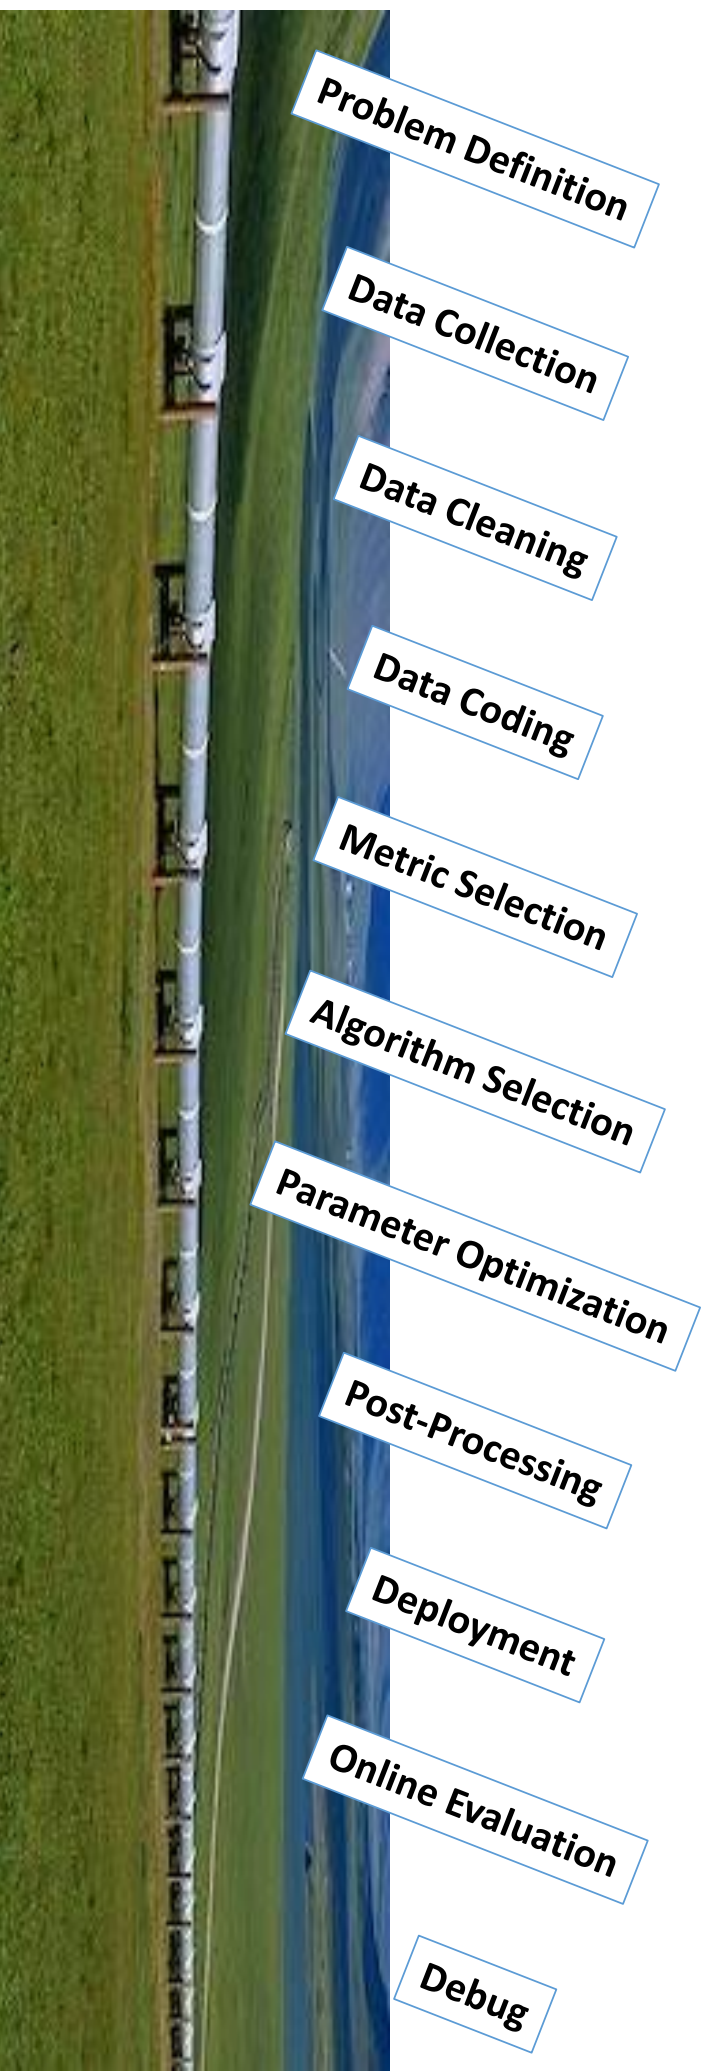 Problem Definition
Data Collection
Data Cleaning
Data Coding
Metric Selection
Algorithm Selection
Parameter Optimization
Post-Processing
Deployment
Online Evaluation
Debug